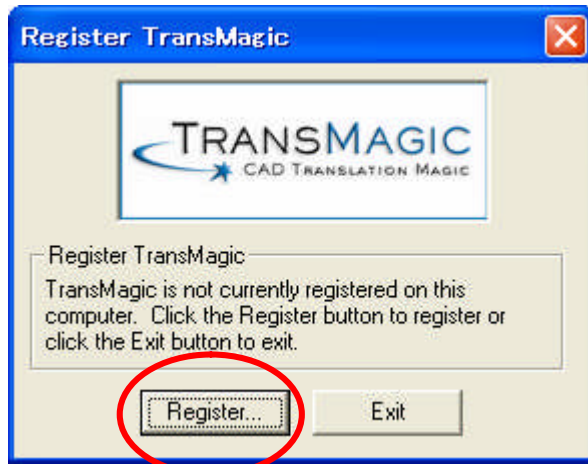 Register TransMagic
TRANSMAGIC
CAD TRANSLATION MAGIC
Register TransMagic
TransMagic is not currently registered on this
computer. Click the Register button to register or
click the Exit button to exit.
Register... Exit